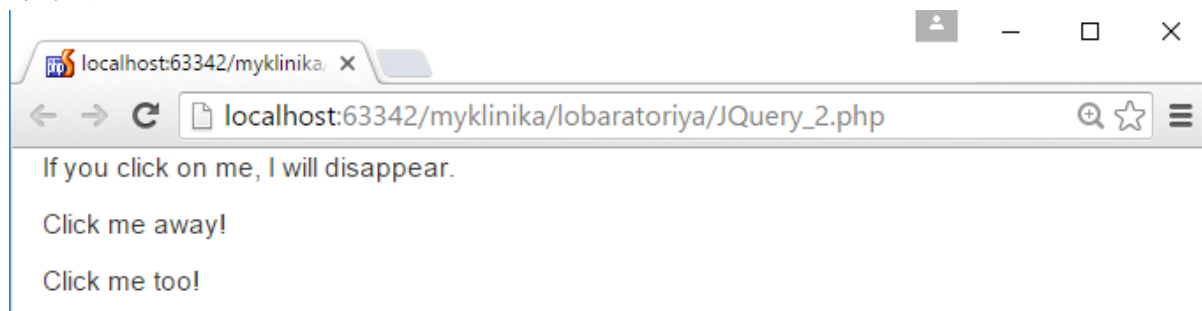 localhost:63342/myklinika/
localhost:63342/myklinika/lobaratoriya/JQuery_2.php
If you click on me, I will disappear.
Click me away!
Click me too!